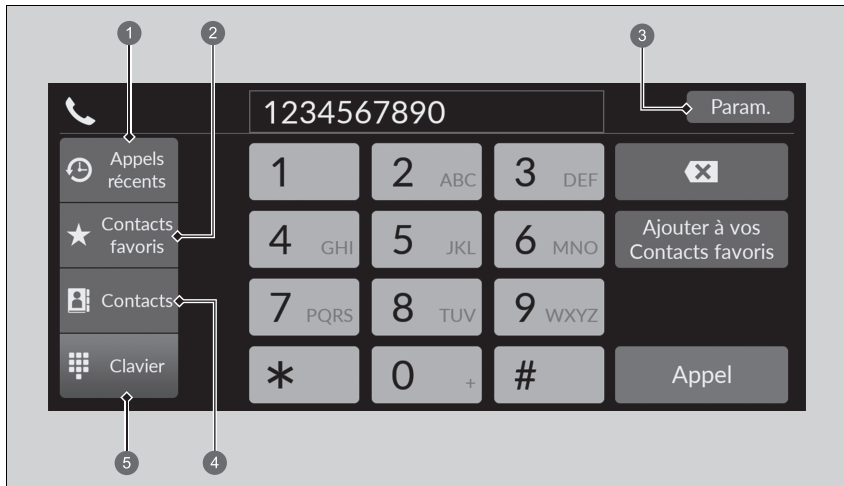 1 2 3
1234567890 Param.
Appels
récents
Contacts
favoris
Contacts
Clavier
1 2 ABC 3 DEF
4 GHI 5 JKL 6 MNO
Ajouter à vos
Contacts favoris
7 PQRS 8 TUV 9 WXYZ
* 0 + # Appel
5 4